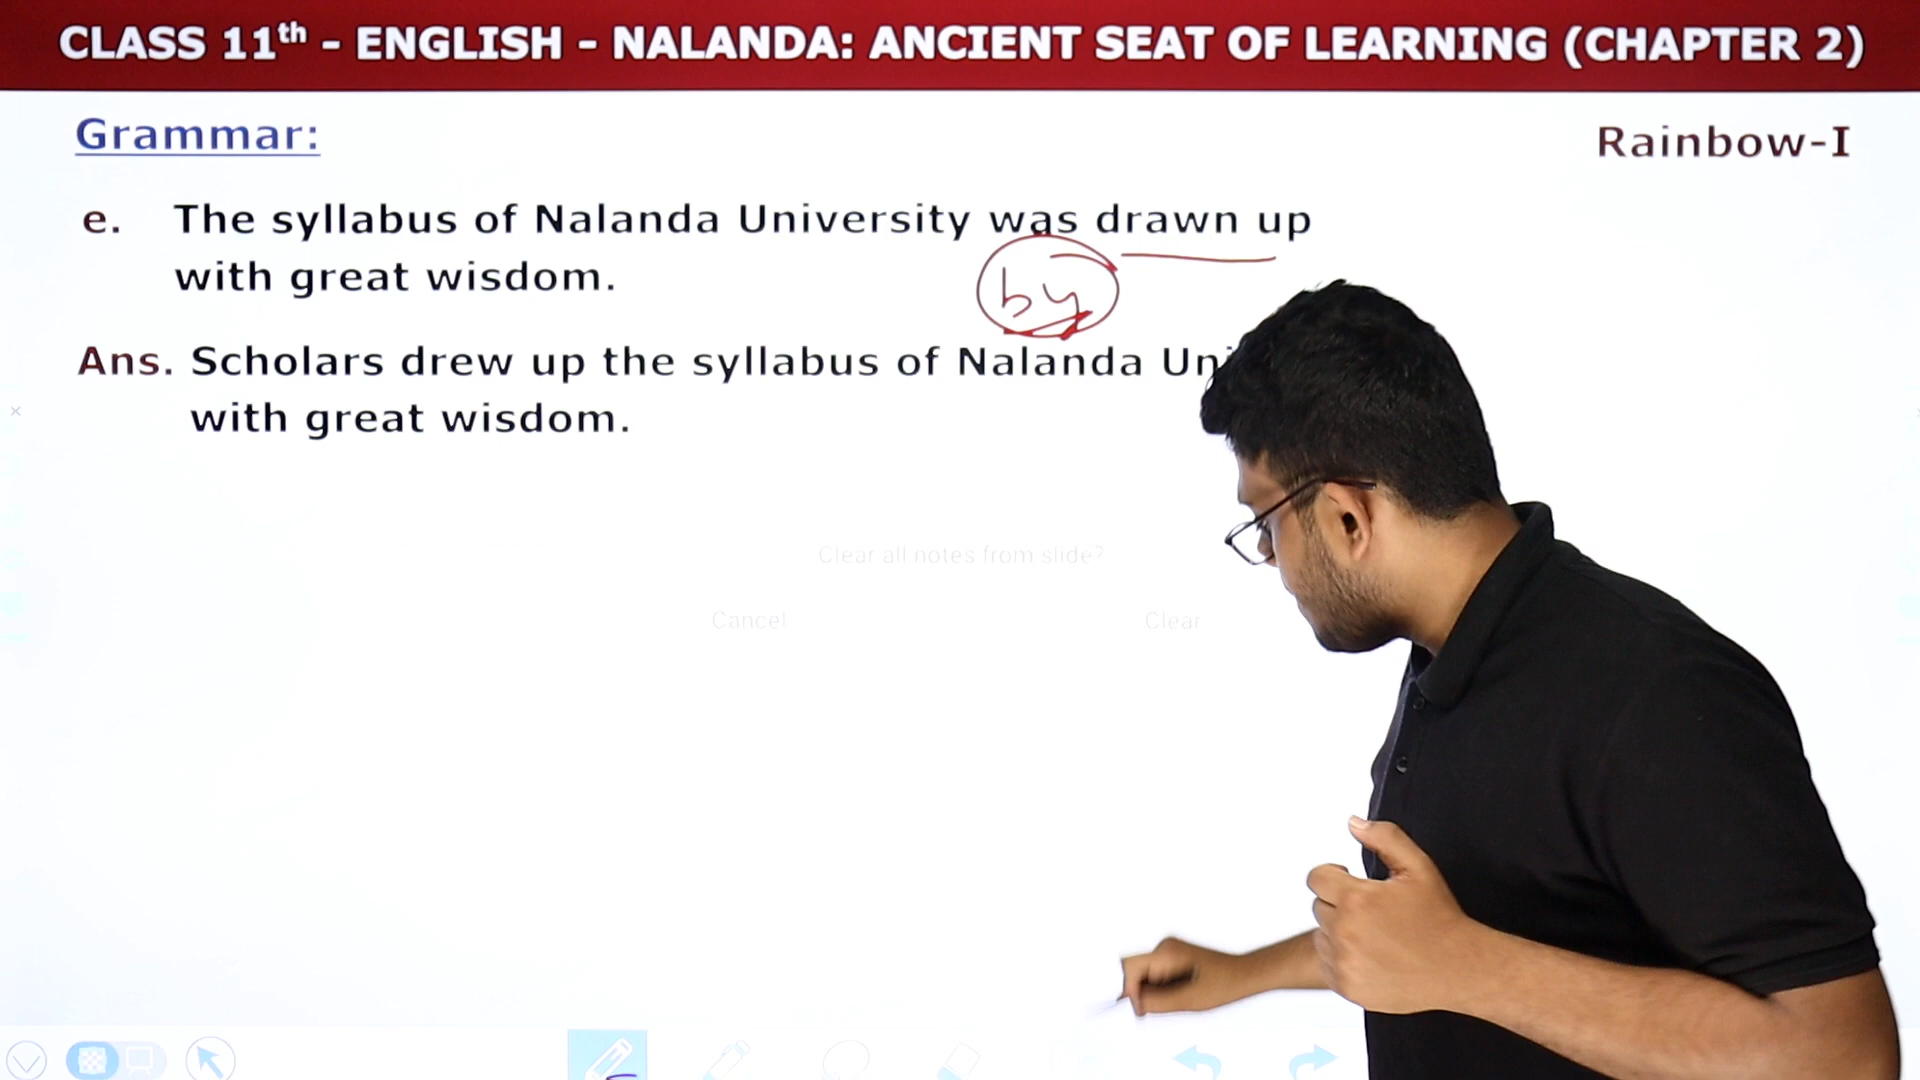 CLASS 11th - ENGLISH - NALANDA: ANCIENT SEAT OF LEARNING (CHAPTER 2)
Grammar:
Rainbow-I
e. The syllabus of Nalanda University was drawn up
with great wisdom.
by
Ans. Scholars drew up the syllabus of Nalanda
with great wisdom.
Clear all notes from slide?
Cancel
Clear